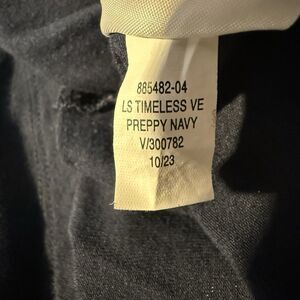 885482-04
LS TIMELESS VE
PREPPY NAVY
V/300782
10/23